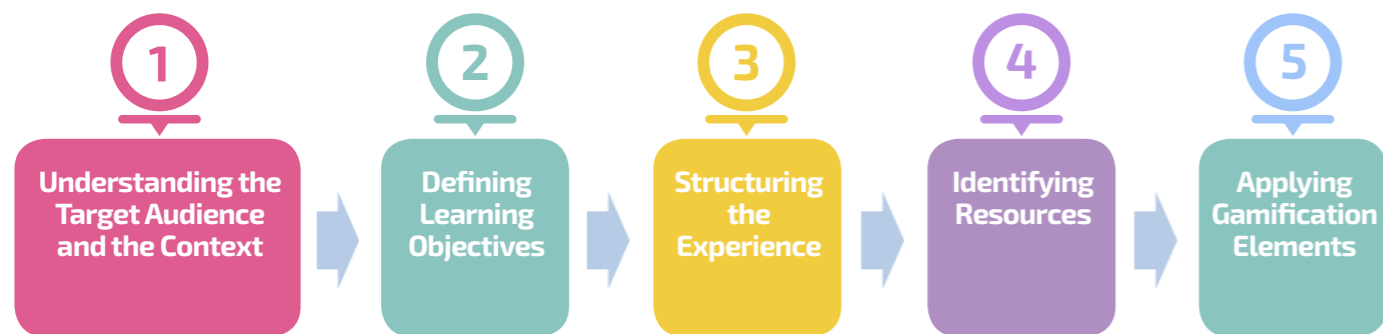 1
Understanding the
Target Audience
and the Context
2
Defining
Learning
Objectives
3
Structuring
the
Experience
4
Identifying
Resources
5
Applying
Gamification
Elements